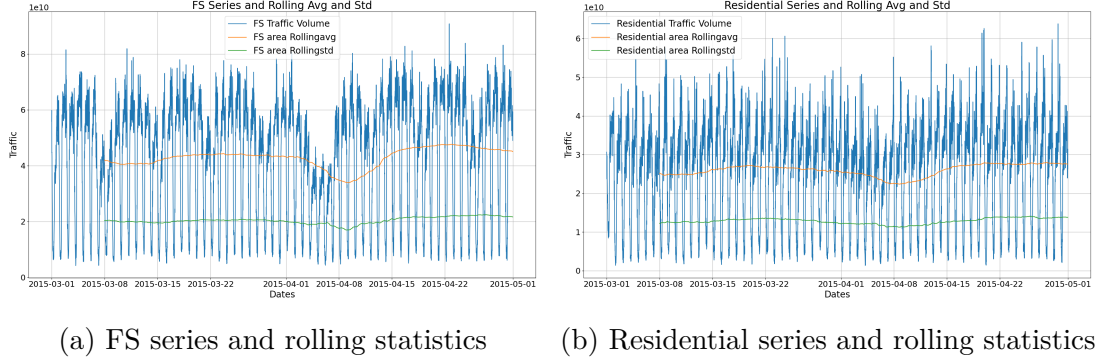 FS Series and Rolling Avg and Std
1e10
FS Traffic Volume
FS area Rollingavg
FS area Rollingstd
8
6
4
2
0
Traffic
2015-03-01 2015-03-08 2015-03-15 2015-03-22 2015-04-01 2015-04-08 2015-04-15 2015-04-22 2015-05-01
Dates
(a) FS series and rolling statistics
Residential Series and Rolling Avg and Std
1e10
Residential Traffic Volume
Residential area Rollingavg
Residential area Rollingstd
6
5
4
3
2
1
0
Traffic
2015-03-01 2015-03-08 2015-03-15 2015-03-22 2015-04-01 2015-04-08 2015-04-15 2015-04-22 2015-05-01
Dates
(b) Residential series and rolling statistics